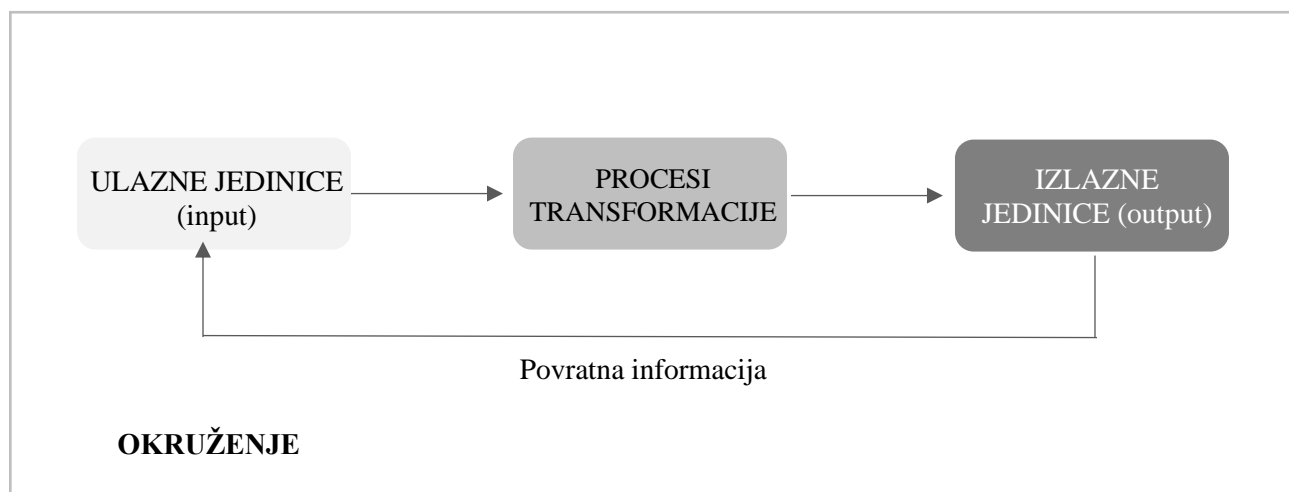 ULAZNE JEDINICE
(input)
PROCESI
TRANSFORMACIJE
IZLAZNE
JEDINICE (output)
Povratna informacija
OKRUŽENJE